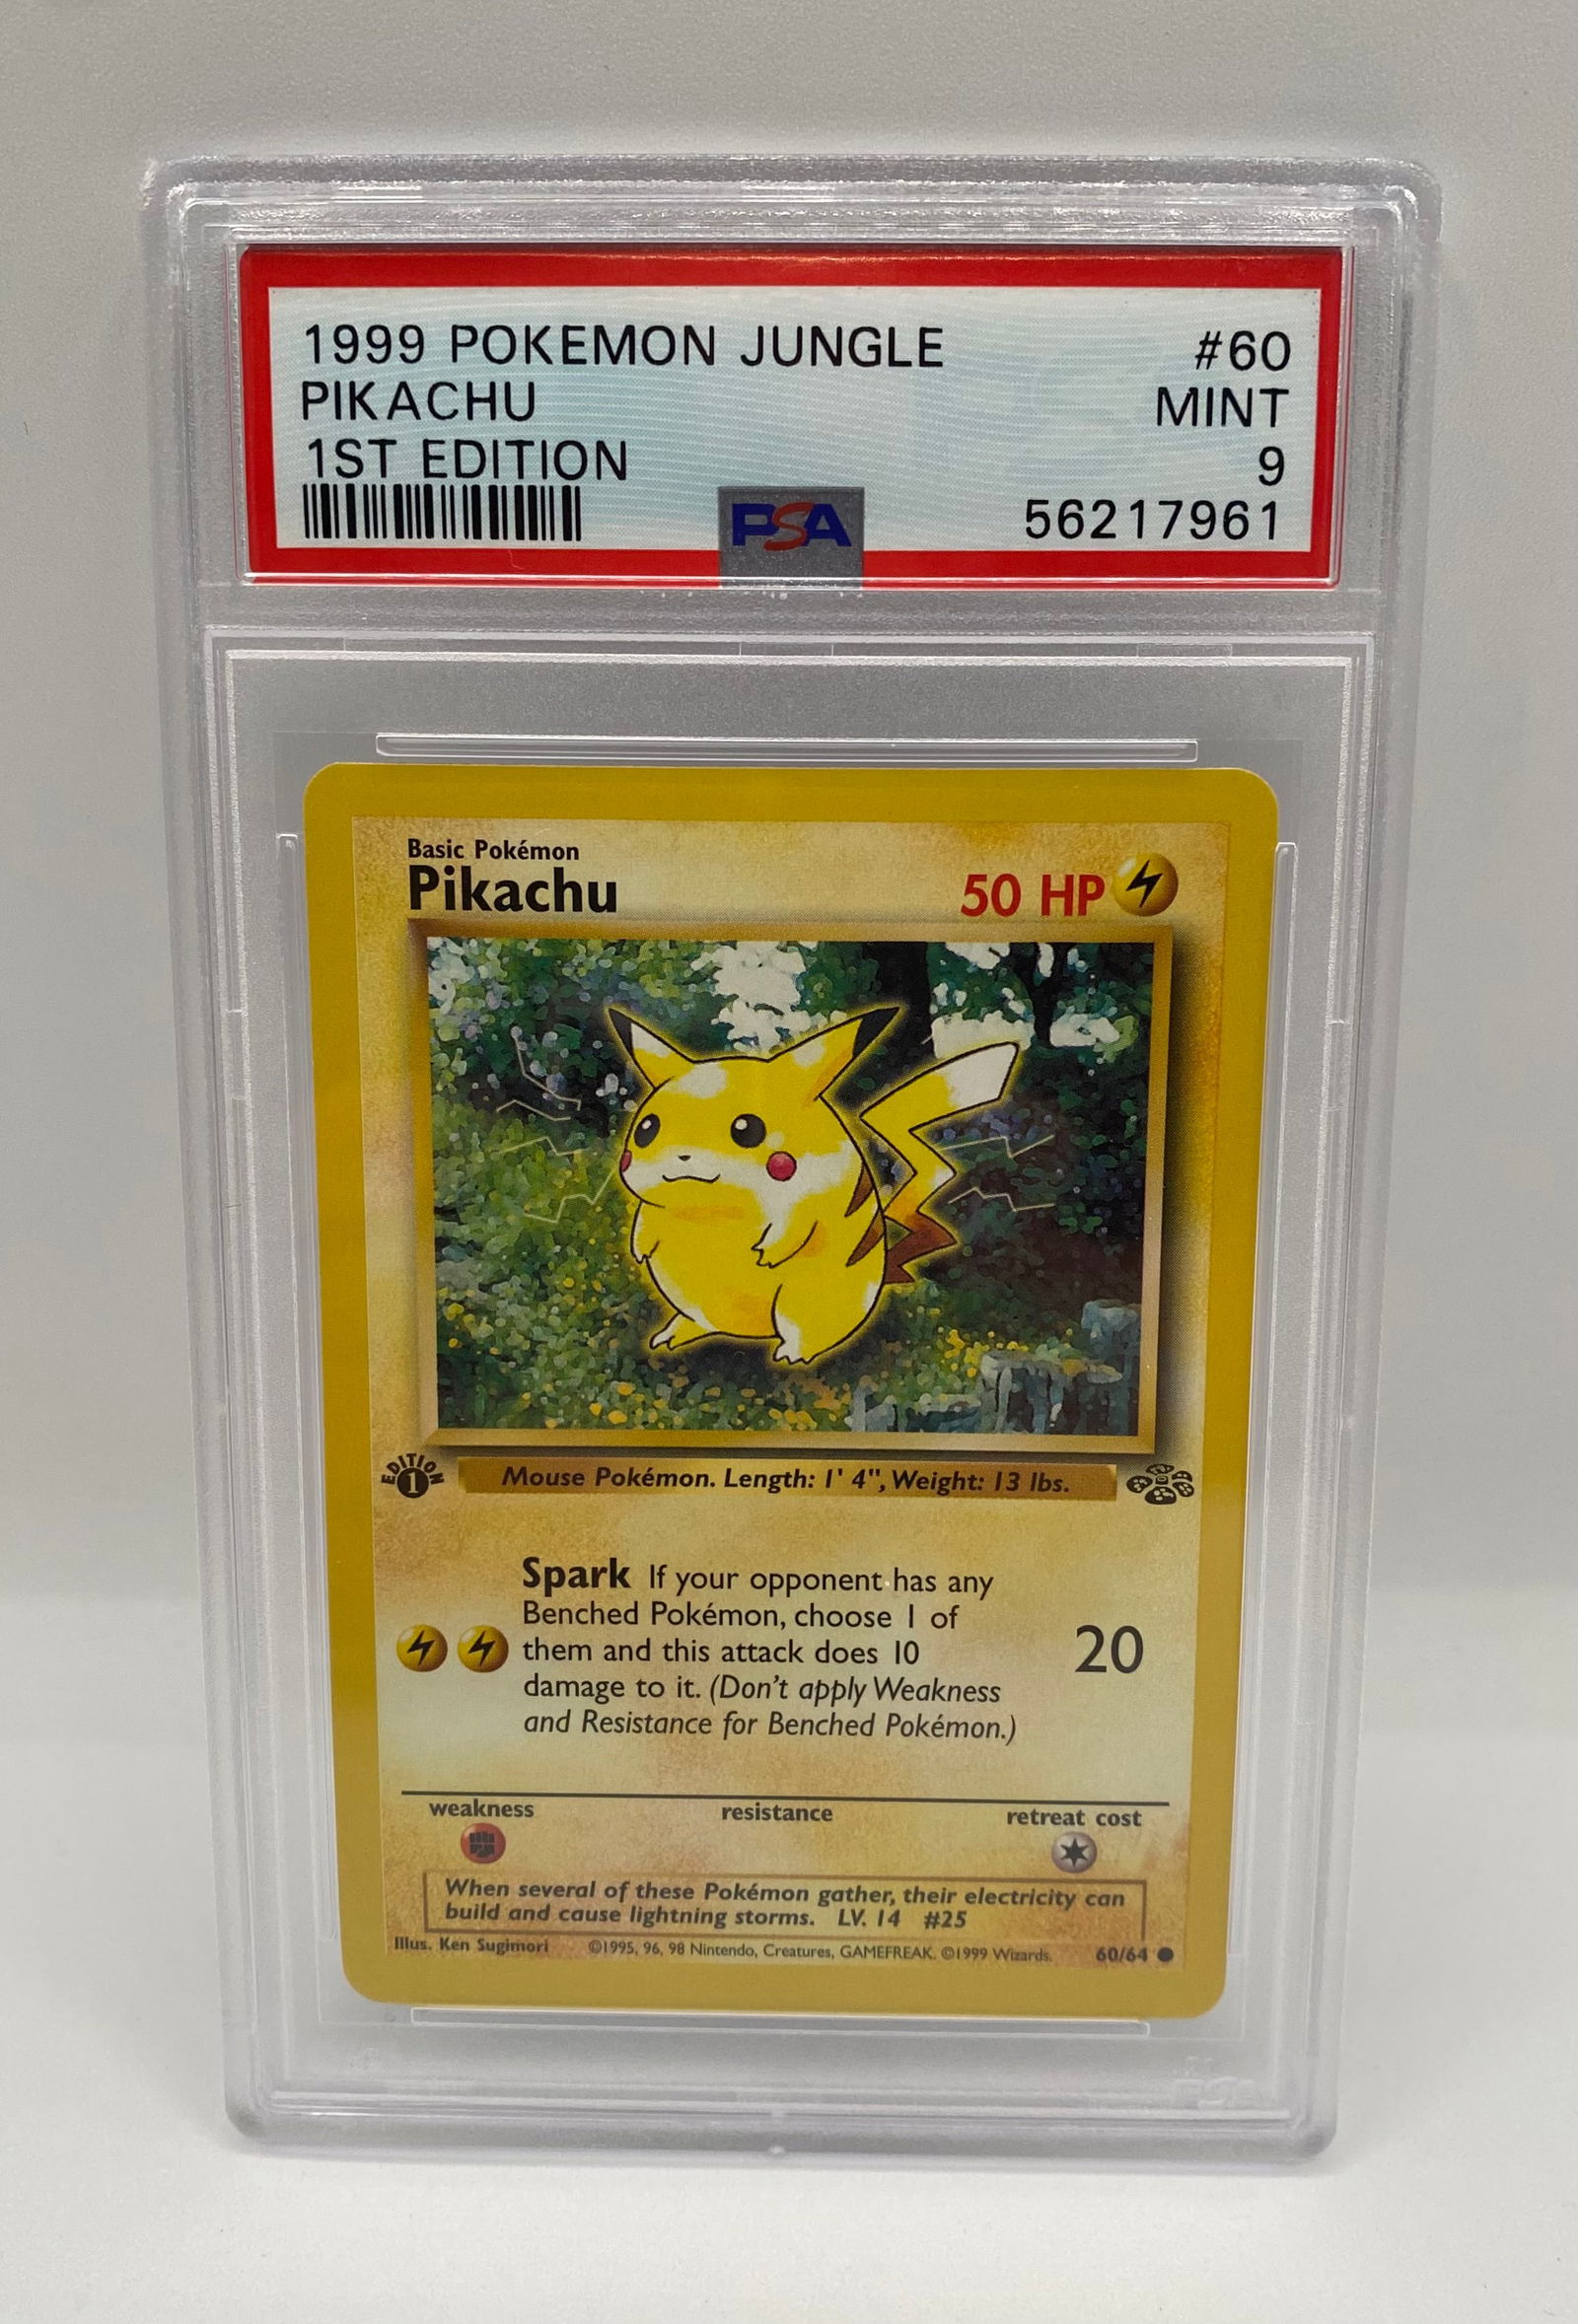 1999 POKEMON JUNGLE #60
PIKACHU MINT
1ST EDITION 9
PSA 56217961
Basic Pokémon
Pikachu 50 HP
EDITION 1
Mouse Pokémon. Length: 1' 4", Weight: 13 lbs.
Spark If your opponent has any
Benched Pokémon, choose 1 of
them and this attack does 10
damage to it. (Don't apply Weakness
and Resistance for Benched Pokémon.)
20
weakness resistance retreat cost
When several of these Pokémon gather, their electricity can
build and cause lightning storms. LV. 14 #25
Illus. Ken Sugimori ©1995, 96, 98 Nintendo, Creatures, GAMEFREAK. ©1999 Wizards. 60/64